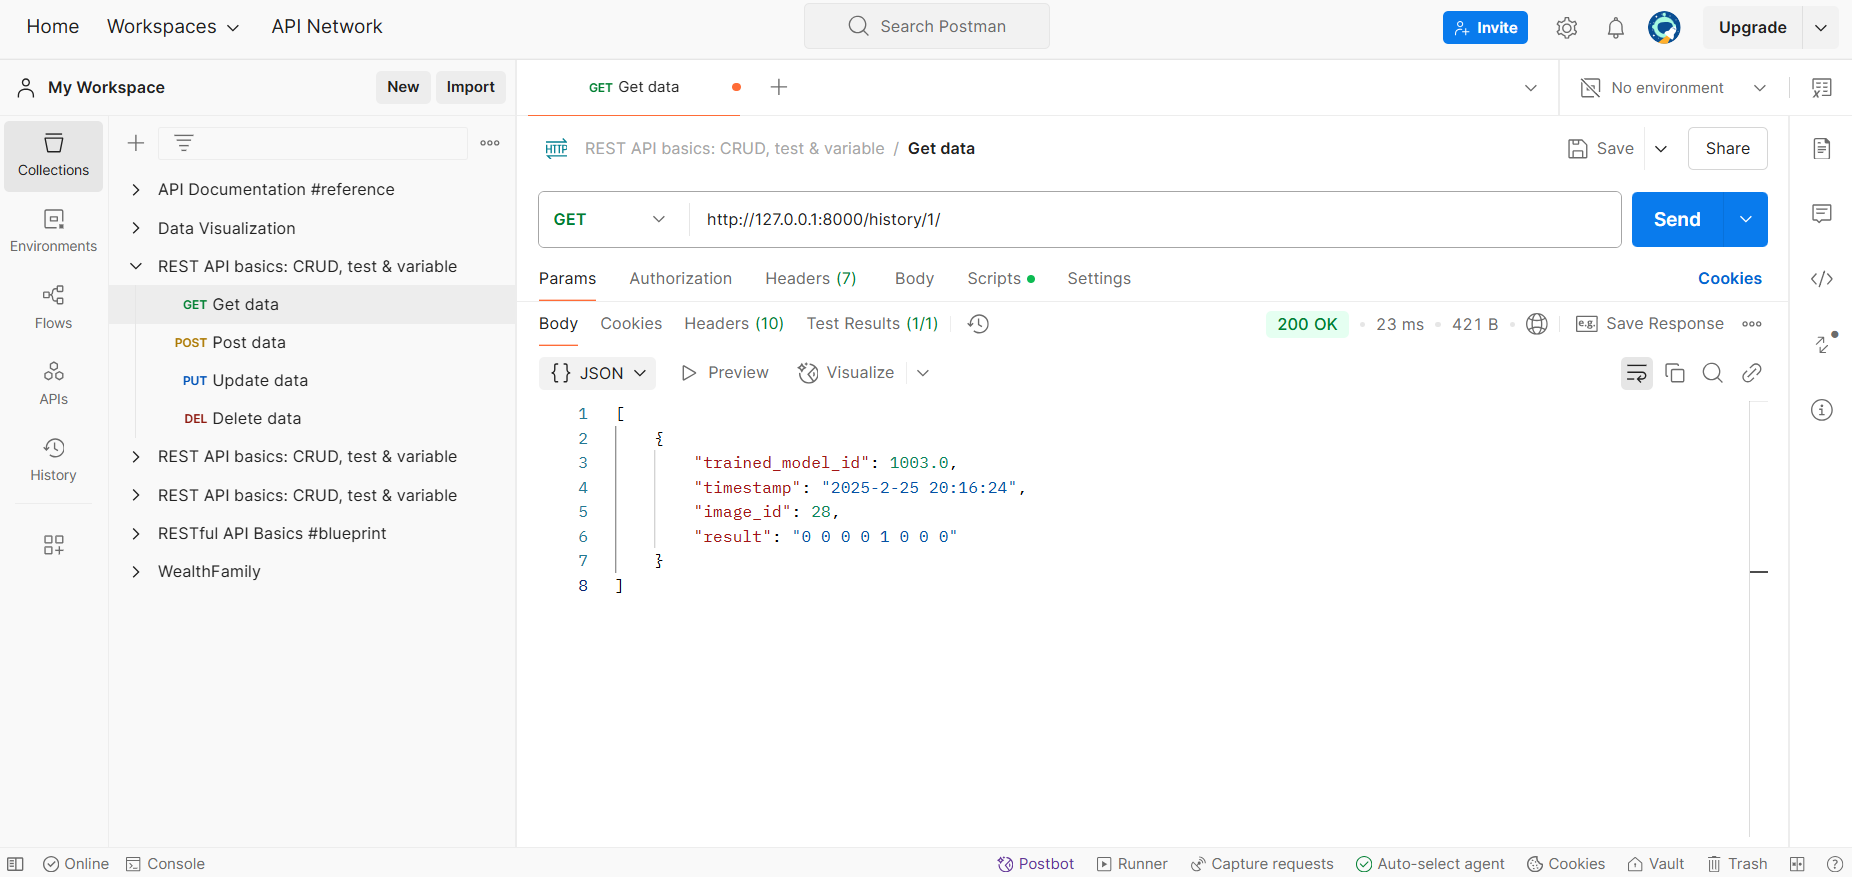 Home Workspaces API Network Search Postman Invite Upgrade
My Workspace New Import GET Get data No environment
Collections
Environments
Flows
APIs
History
API Documentation #reference
Data Visualization
REST API basics: CRUD, test & variable
GET Get data
POST Post data
PUT Update data
DEL Delete data
REST API basics: CRUD, test & variable
REST API basics: CRUD, test & variable
RESTful API Basics #blueprint
WealthFamily
HTTP REST API basics: CRUD, test & variable / Get data Save Share
GET http://127.0.0.1:8000/history/1/ Send
Params Authorization Headers (7) Body Scripts Settings Cookies
Body Cookies Headers (10) Test Results (1/1) 200 OK 23 ms 421 B e.g. Save Response
{} JSON Preview Visualize
1 [
2 {
3 "trained_model_id": 1003.0,
4 "timestamp": "2025-2-25 20:16:24",
5 "image_id": 28,
6 "result": "0 0 0 0 1 0 0 0"
7 }
8 ]
Online Console Postbot Runner Capture requests Auto-select agent Cookies Vault Trash